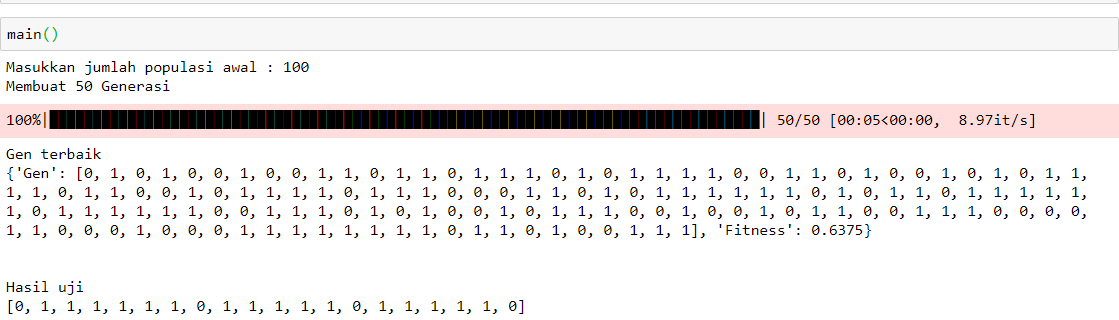 main()
Masukkan jumlah populasi awal : 100
Membuat 50 Generasi
100%|██████████████████████████████████████████████████████████████████████████████████| 50/50 [00:05<00:00,  8.97it/s]
Gen terbaik
{'Gen': [0, 1, 0, 1, 0, 0, 1, 0, 0, 1, 1, 0, 1, 1, 0, 1, 1, 1, 0, 1, 0, 1, 1, 1, 1, 0, 0, 1, 1, 0, 1, 0, 0, 1, 0, 1, 0, 1, 1,
1, 1, 0, 1, 1, 0, 0, 1, 0, 1, 1, 1, 1, 0, 1, 1, 1, 0, 0, 0, 1, 1, 0, 1, 1, 1, 1, 1, 1, 0, 1, 0, 1, 1, 0, 1, 1, 1, 1, 1,
1, 0, 1, 1, 1, 1, 1, 1, 0, 0, 1, 1, 1, 0, 1, 0, 1, 0, 0, 1, 0, 1, 1, 1, 0, 0, 1, 0, 0, 1, 0, 1, 1, 0, 0, 1, 1, 1, 0, 0, 0, 0,
1, 1, 0, 0, 0, 1, 0, 0, 0, 1, 1, 1, 1, 1, 1, 1, 1, 0, 1, 1, 0, 1, 0, 0, 1, 1, 1], 'Fitness': 0.6375}
Hasil uji
[0, 1, 1, 1, 1, 1, 1, 0, 1, 1, 1, 1, 1, 0, 1, 1, 1, 1, 1, 0]